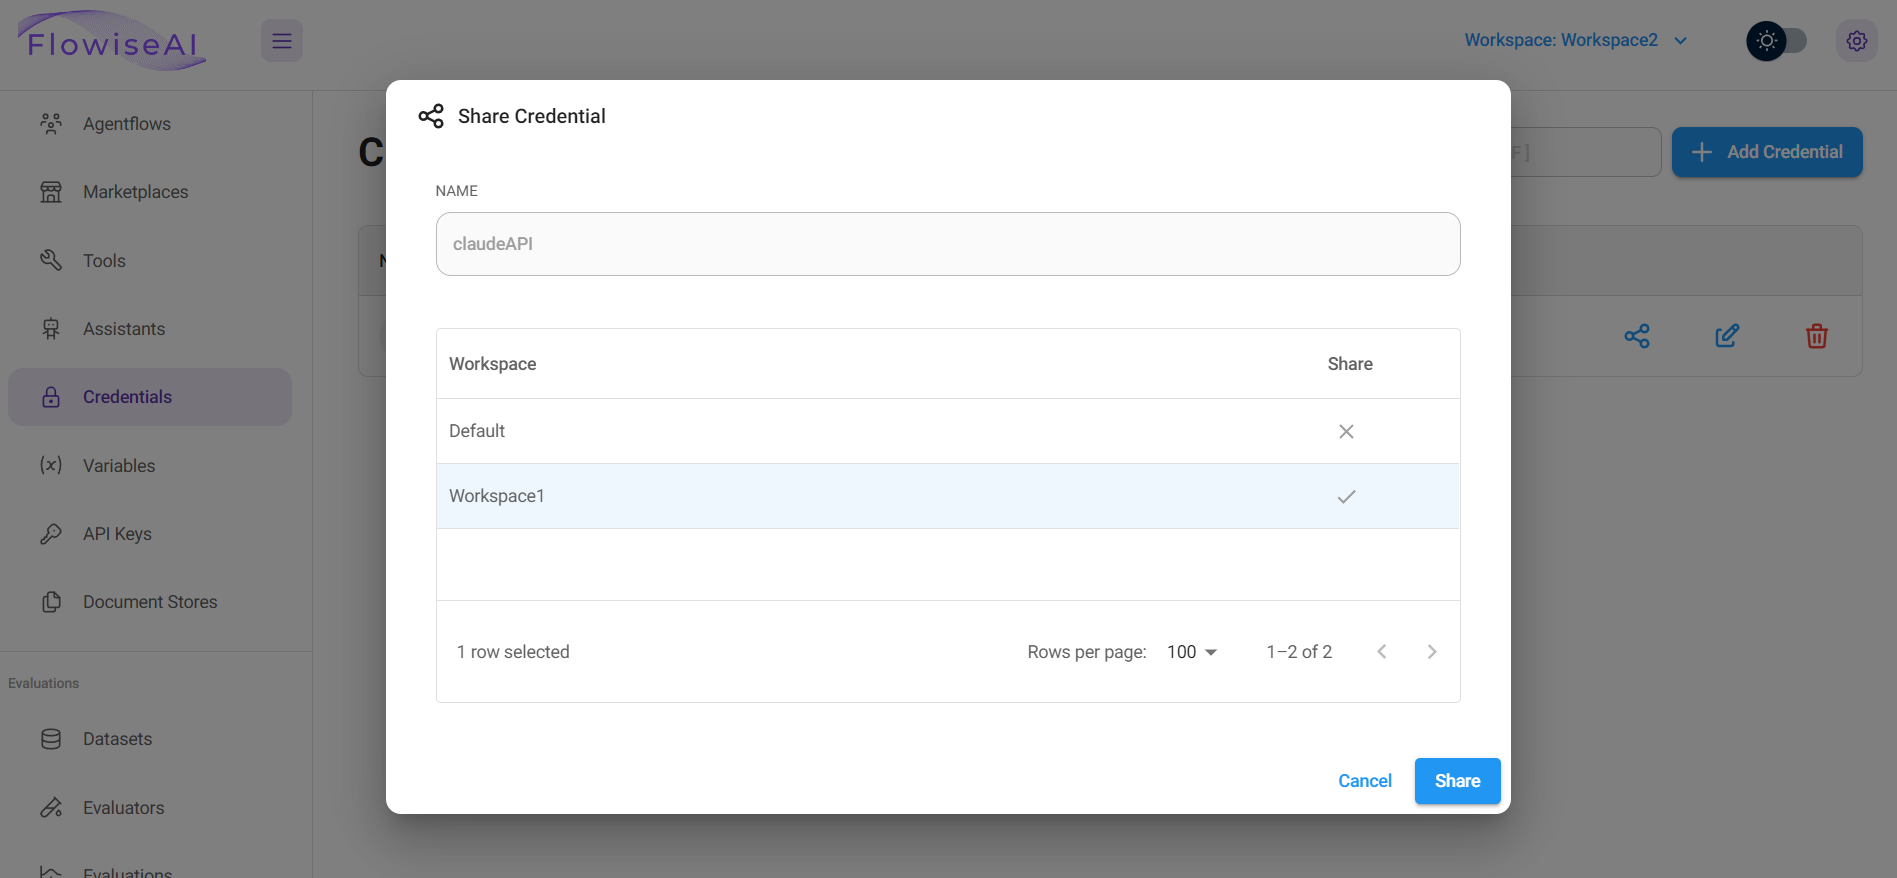 FlowiseAI
Workspace: Workspace2
Agentflows
Marketplaces
Tools
Assistants
Credentials
Variables
API Keys
Document Stores
Evaluations
Datasets
Evaluators
Evaluations
C
F ]
Add Credential
N
Share Credential
NAME
claudeAPI
Workspace Share
Default
Workspace1
1 row selected Rows per page: 100 1–2 of 2
Cancel Share